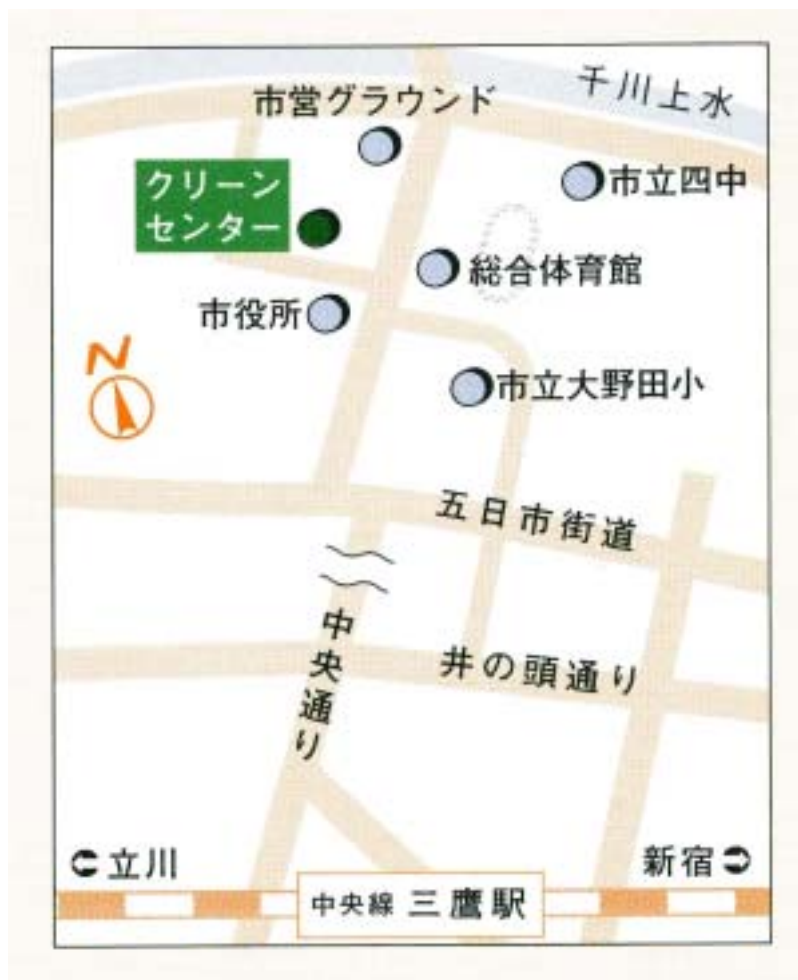 千川上水
市営グラウンド
市立四中
クリーン
センター
総合体育館
市役所
N
市立大野田小
五日市街道
中央通り
井の頭通り
立川
新宿
中央線 三鷹駅